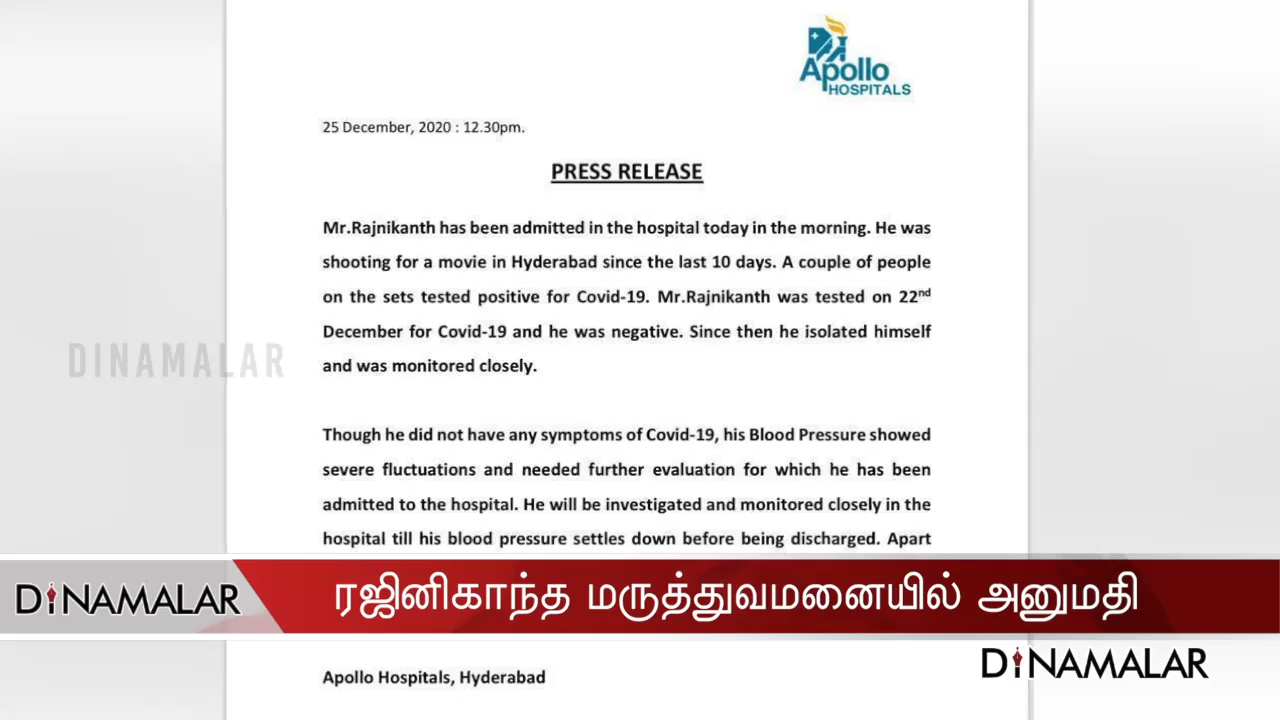 Apollo
HOSPITALS
25 December, 2020 : 12.30pm.
PRESS RELEASE
Mr.Rajnikanth has been admitted in the hospital today in the morning. He was
shooting for a movie in Hyderabad since the last 10 days. A couple of people
on the sets tested positive for Covid-19. Mr.Rajnikanth was tested on 22nd
December for Covid-19 and he was negative. Since then he isolated himself
and was monitored closely.
DINAMALAR
Though he did not have any symptoms of Covid-19, his Blood Pressure showed
severe fluctuations and needed further evaluation for which he has been
admitted to the hospital. He will be investigated and monitored closely in the
hospital till his blood pressure settles down before being discharged. Apart
DINAMALAR
ரஜினிகாந்த மருத்துவமனையில் அனுமதி
DINAMALAR
Apollo Hospitals, Hyderabad